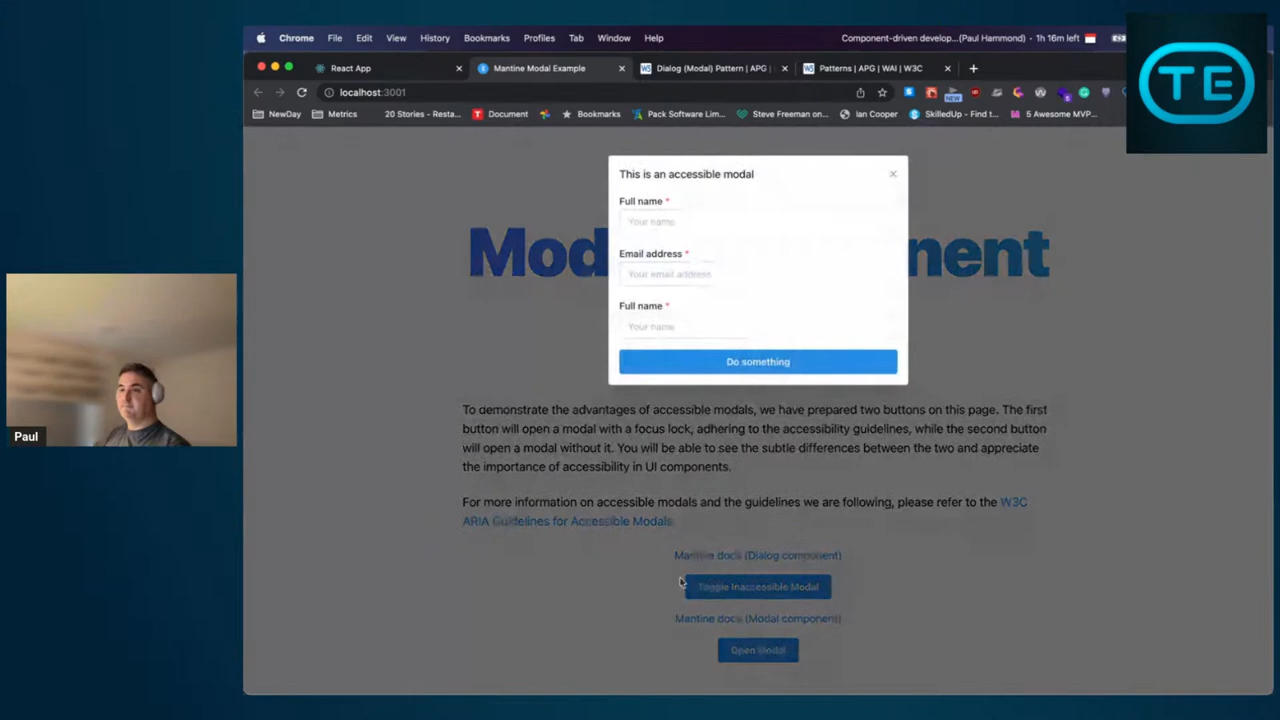 Chrome File Edit View History Bookmarks Profiles Tab Window Help Component-driven develop...(Paul Hammond) 1h 16m left
TE
React App Mantine Modal Example Dialog (Modal) Pattern | APG | Patterns | APG | WAI | W3C
localhost:3001
NEW
NewDay Metrics 20 Stories - Resta... Document Bookmarks Pack Software Lim... Steve Freeman on... Ian Cooper SkilledUp - Find t... 5 Awesome MVP...
This is an accessible modal
Full name *
Your name
Mod nent
Email address *
Your email address
Full name *
Your name
Do something
To demonstrate the advantages of accessible modals, we have prepared two buttons on this page. The first
button will open a modal with a focus lock, adhering to the accessibility guidelines, while the second button
will open a modal without it. You will be able to see the subtle differences between the two and appreciate
the importance of accessibility in UI components.
For more information on accessible modals and the guidelines we are following, please refer to the W3C
ARIA Guidelines for Accessible Modals
Mantine docs (Dialog component)
Toggle Inaccessible Modal
Mantine docs (Modal component)
Open Modal
Paul